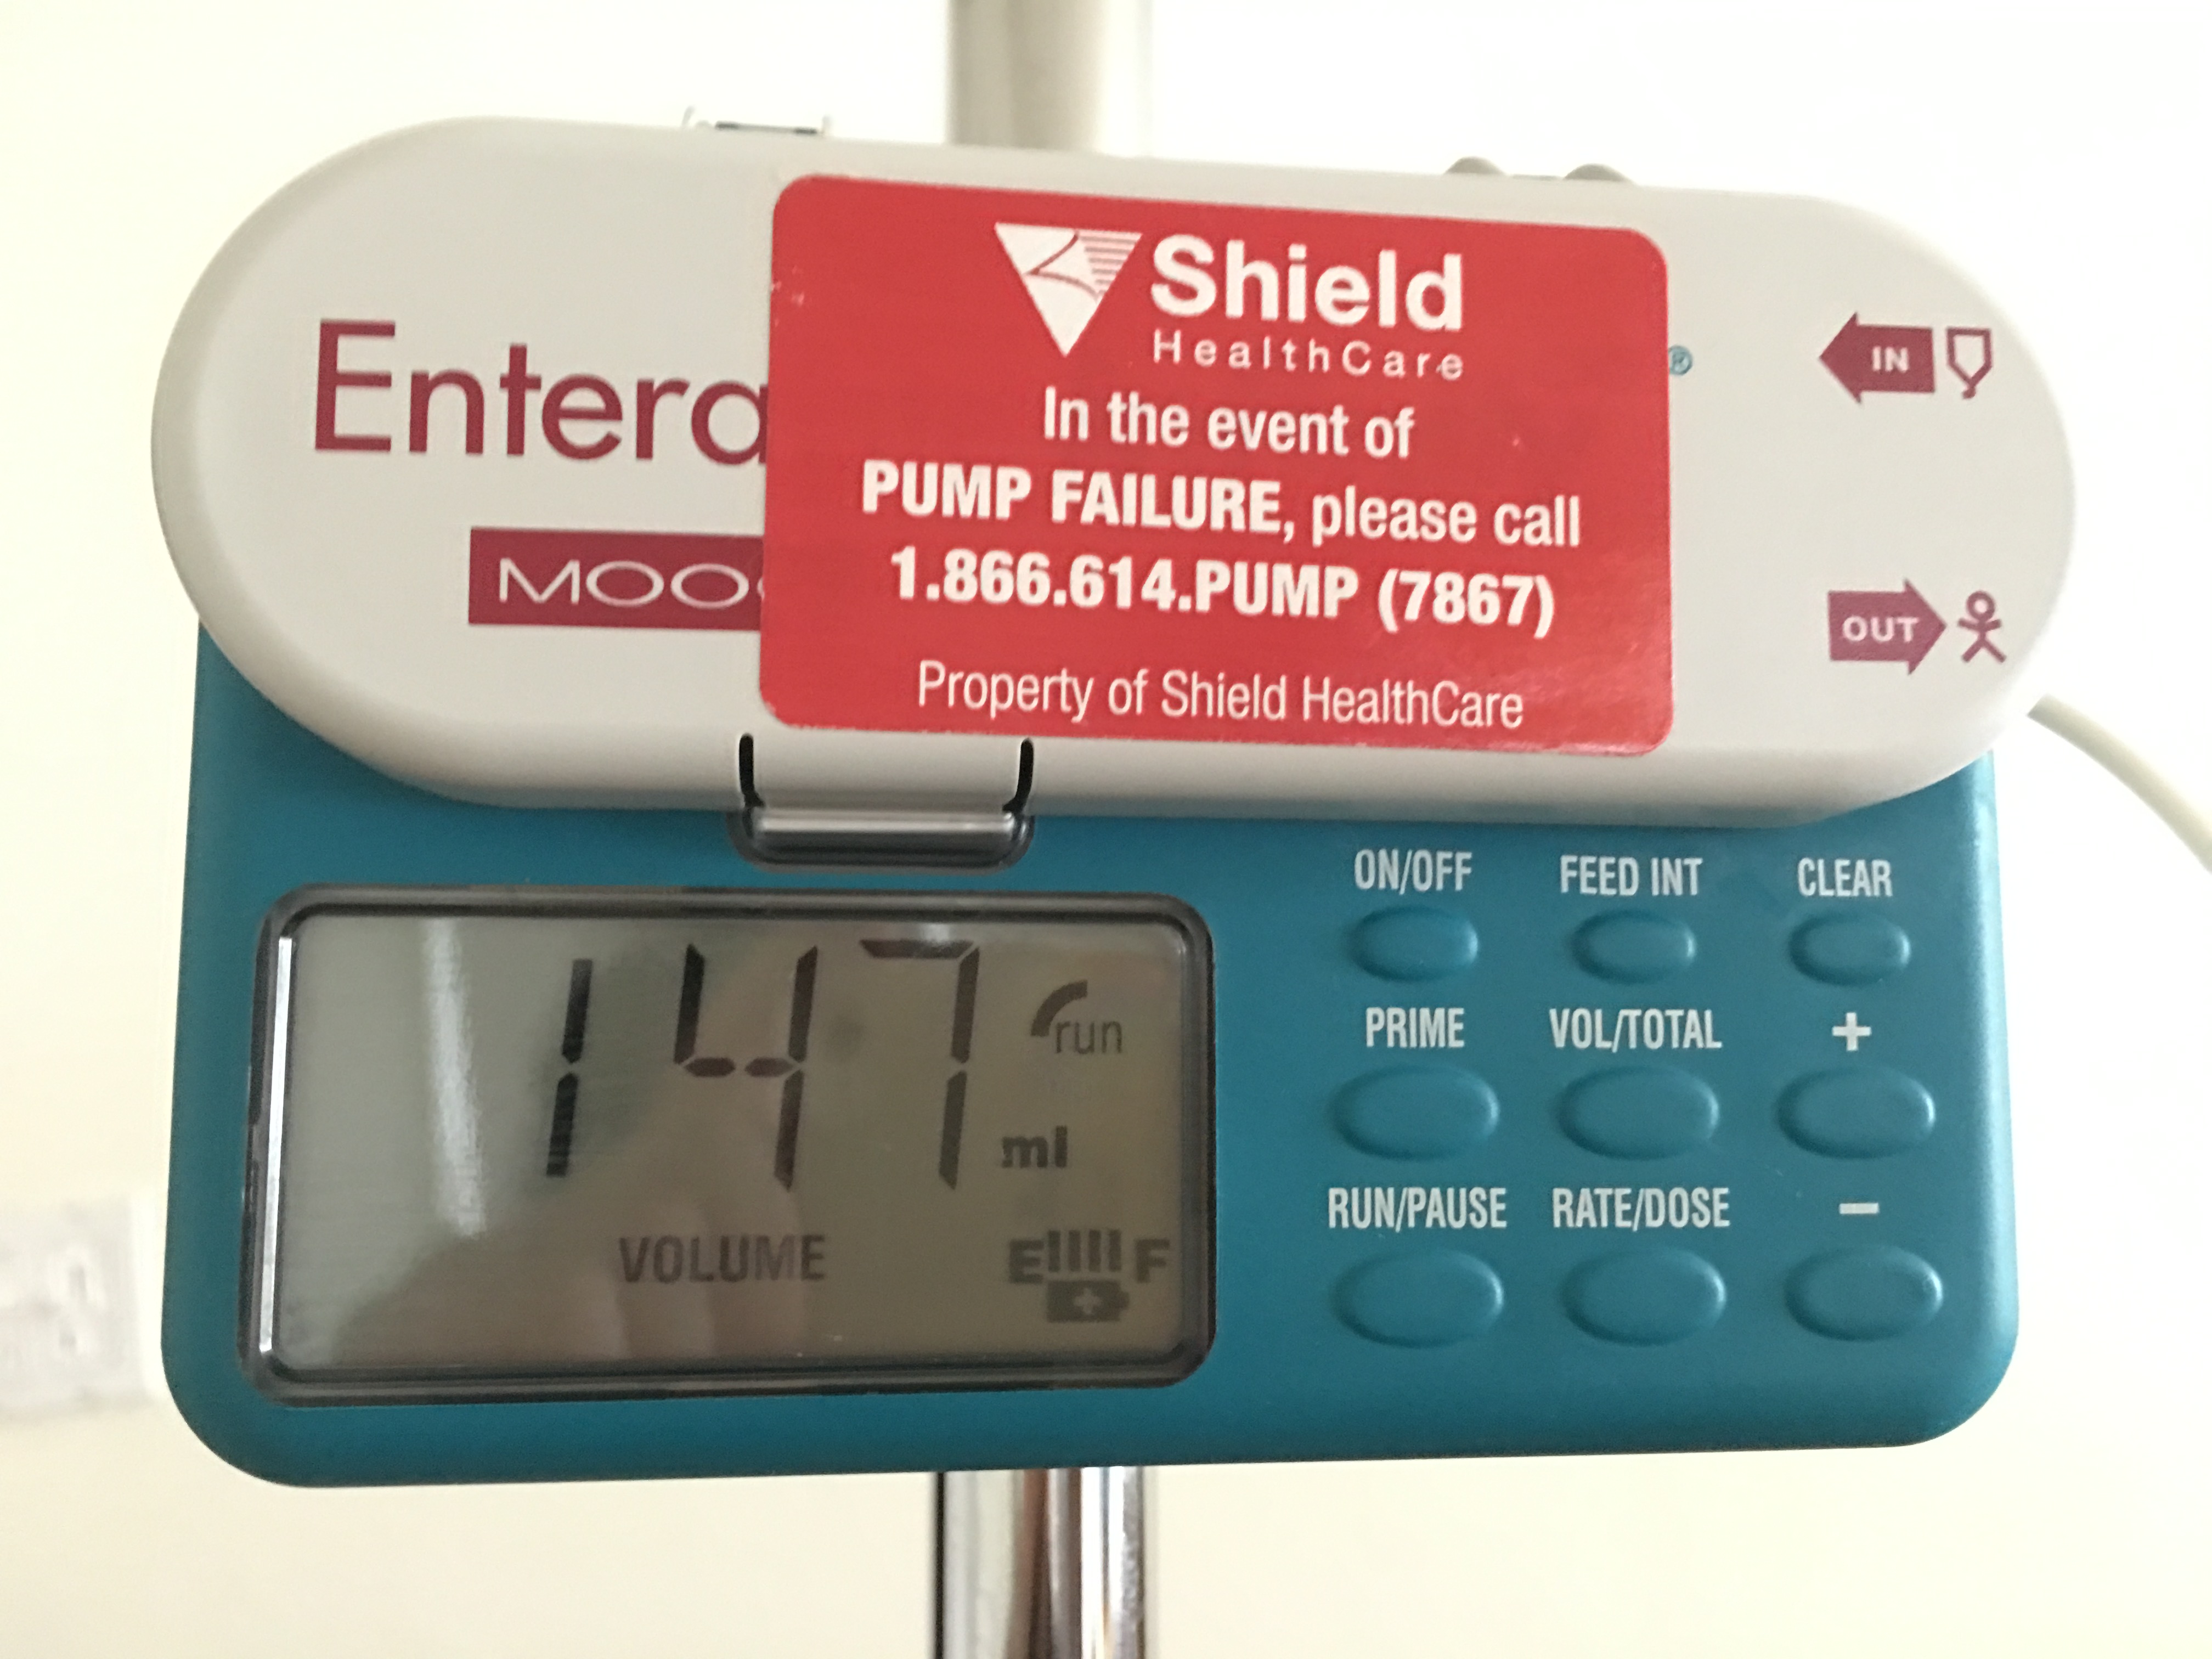 Shield
HealthCare
In the event of
PUMP FAILURE, please call
1.866.614.PUMP (7867)
Property of Shield HealthCare
Entera
MOO
®
IN
OUT
147
run
ml
VOLUME
E F
ON/OFF FEED INT CLEAR
PRIME VOL/TOTAL +
RUN/PAUSE RATE/DOSE −